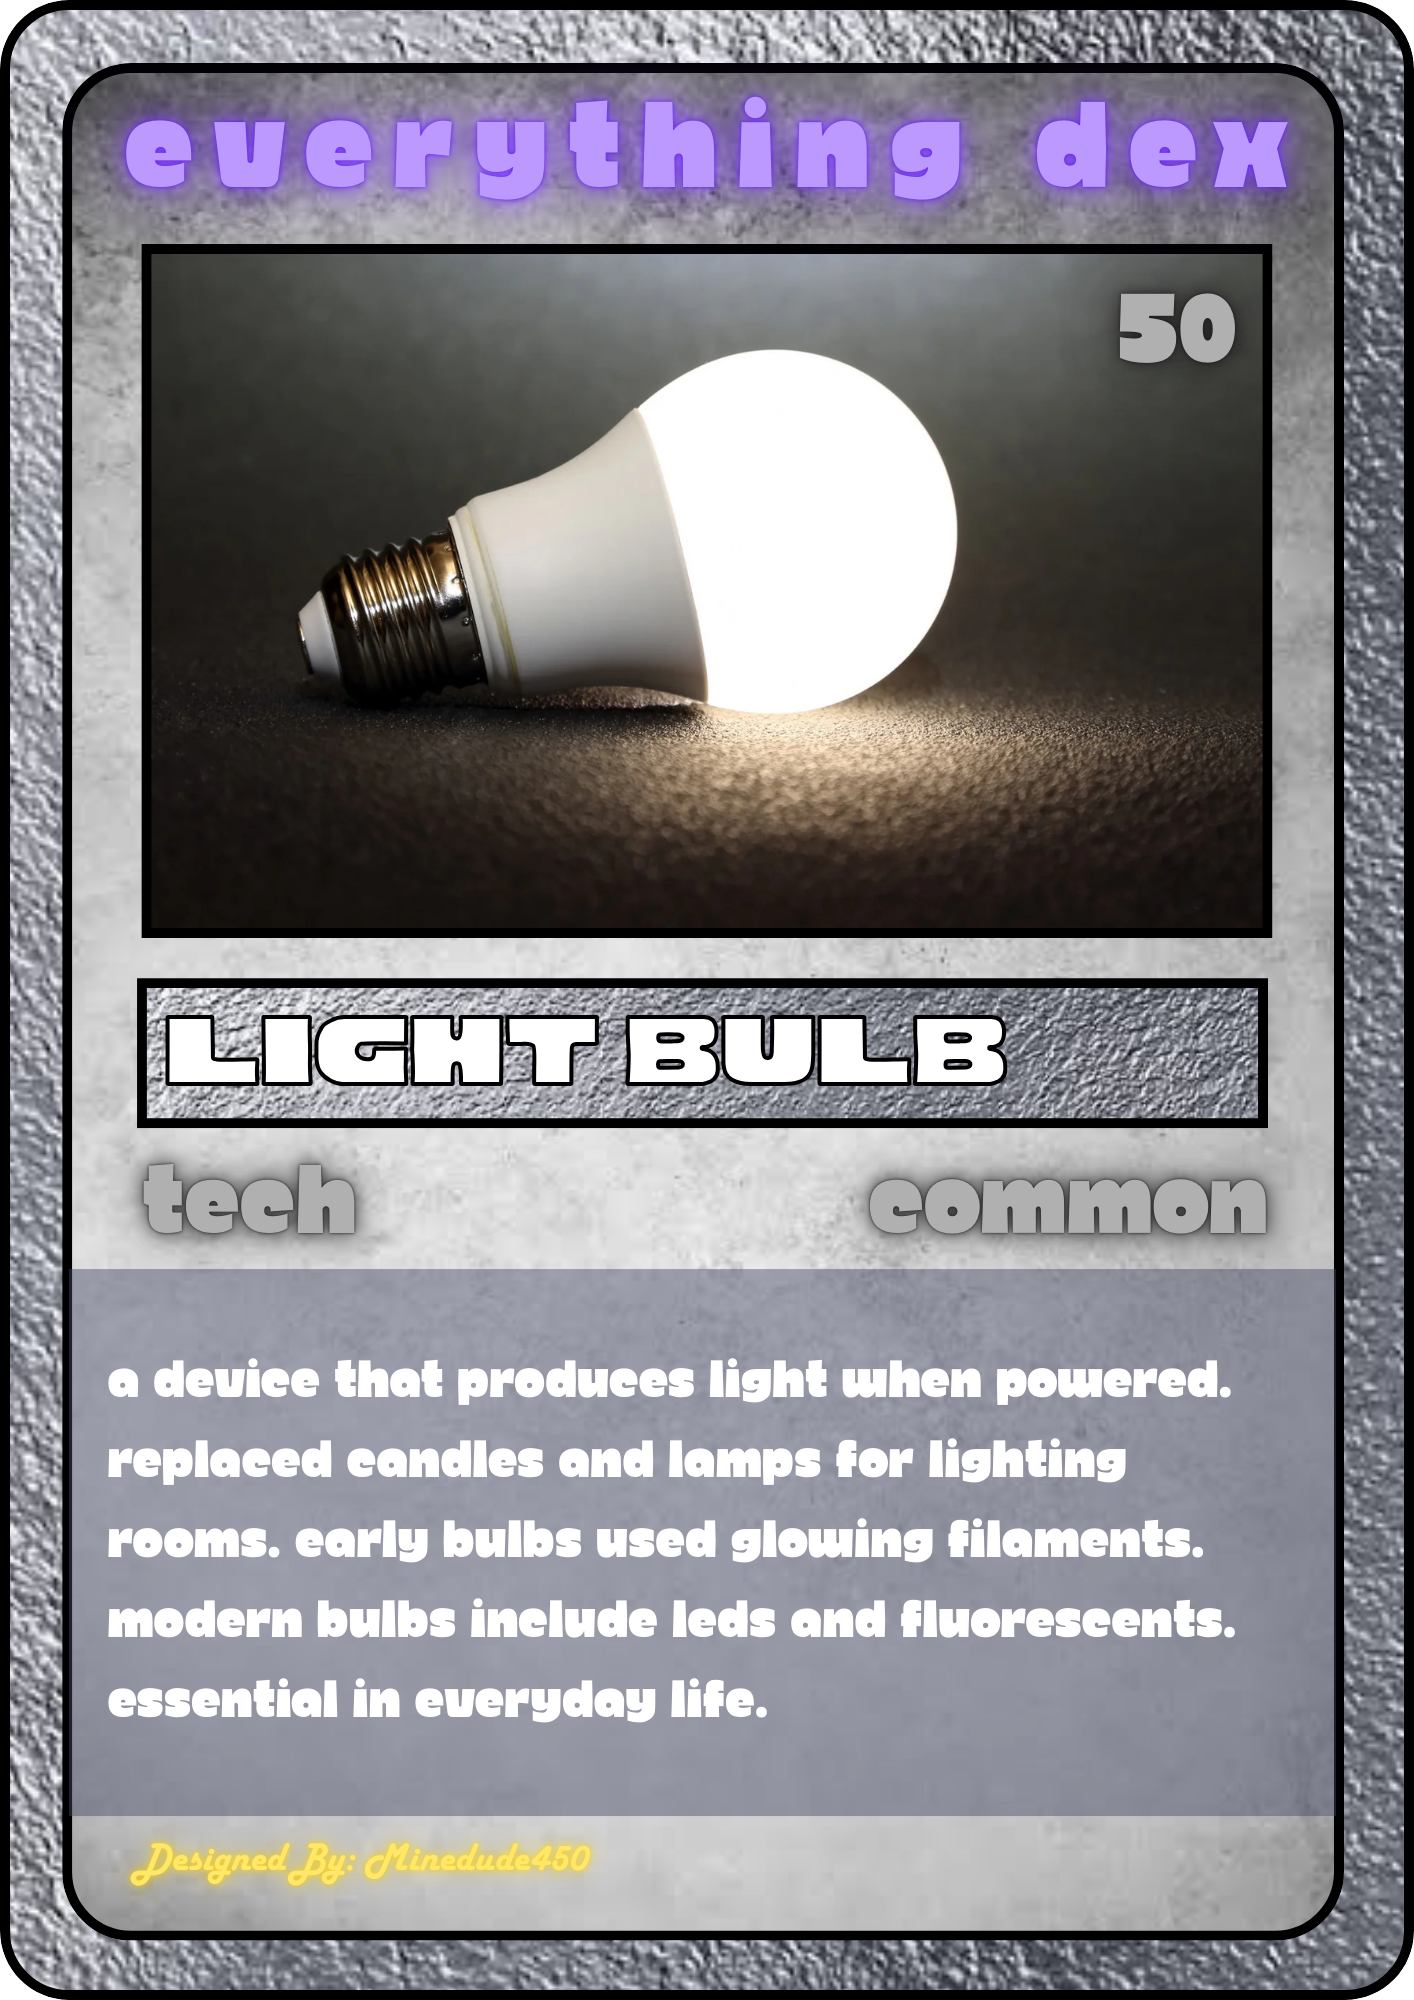 everything dex
50
LIGHT BULB
tech
common
a device that produces light when powered.
replaced candles and lamps for lighting
rooms. early bulbs used glowing filaments.
modern bulbs include leds and fluorescents.
essential in everyday life.
Designed By: Minedude450